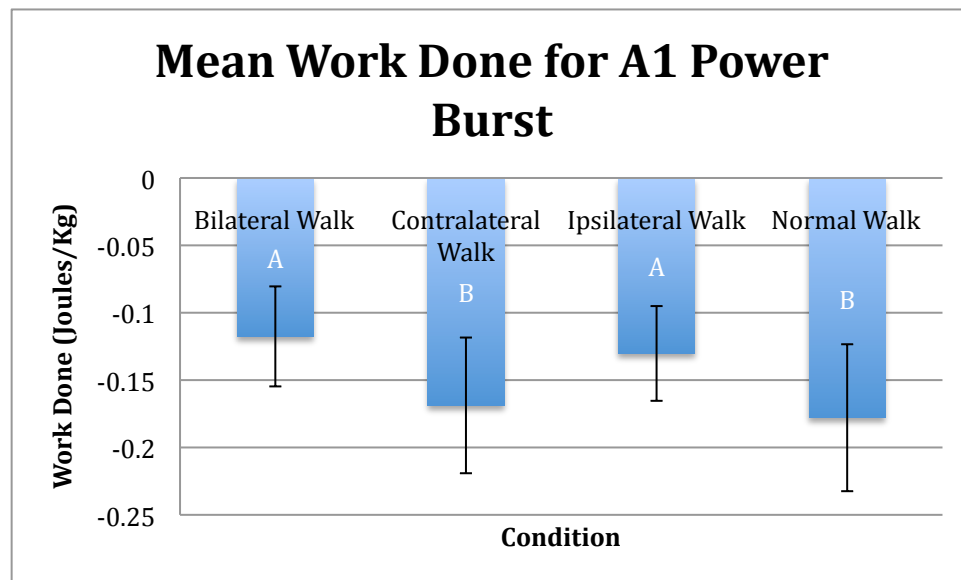 Mean Work Done for A1 Power
Burst
Work Done (Joules/Kg)
0
-0.05
-0.1
-0.15
-0.2
-0.25
Bilateral Walk
Contralateral
Walk
Ipsilateral Walk
Normal Walk
A
B
A
B
Condition